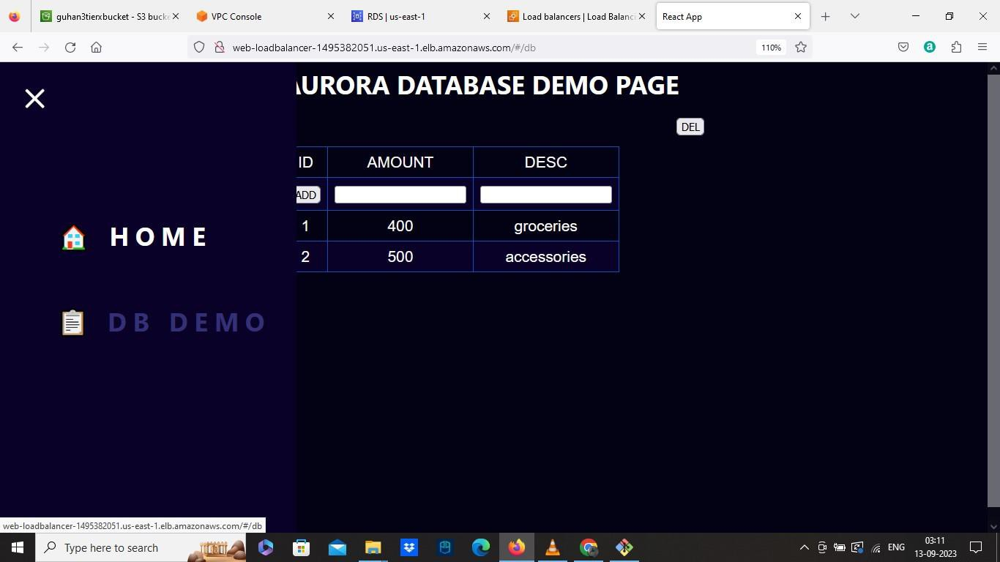 guhan3tierxbucket - S3 bucke
VPC Console
RDS | us-east-1
Load balancers | Load Balanci
React App
web-loadbalancer-1495382051.us-east-1.elb.amazonaws.com/#/db
110%
AURORA DATABASE DEMO PAGE
DEL
ID AMOUNT DESC
ADD
1 400 groceries
2 500 accessories
HOME
DB DEMO
web-loadbalancer-1495382051.us-east-1.elb.amazonaws.com/#/db
Type here to search
ENG
03:11
13-09-2023